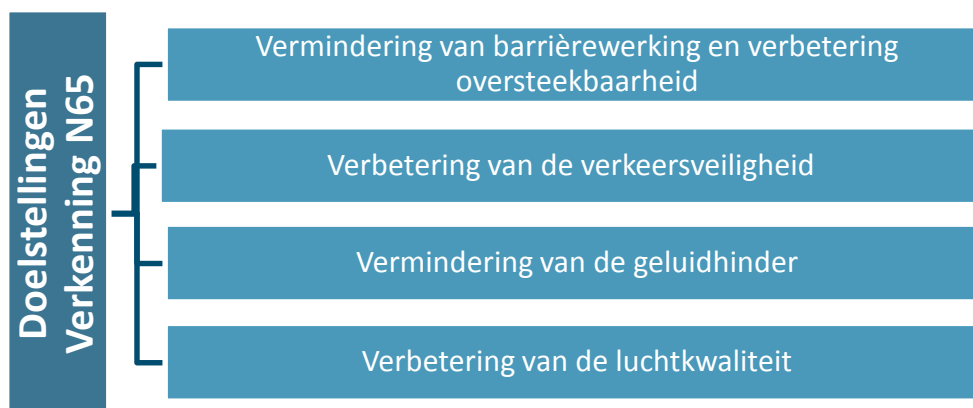 Doelstellingen
Verkenning N65
Vermindering van barrièrewerking en verbetering
oversteekbaarheid
Verbetering van de verkeersveiligheid
Vermindering van de geluidhinder
Verbetering van de luchtkwaliteit